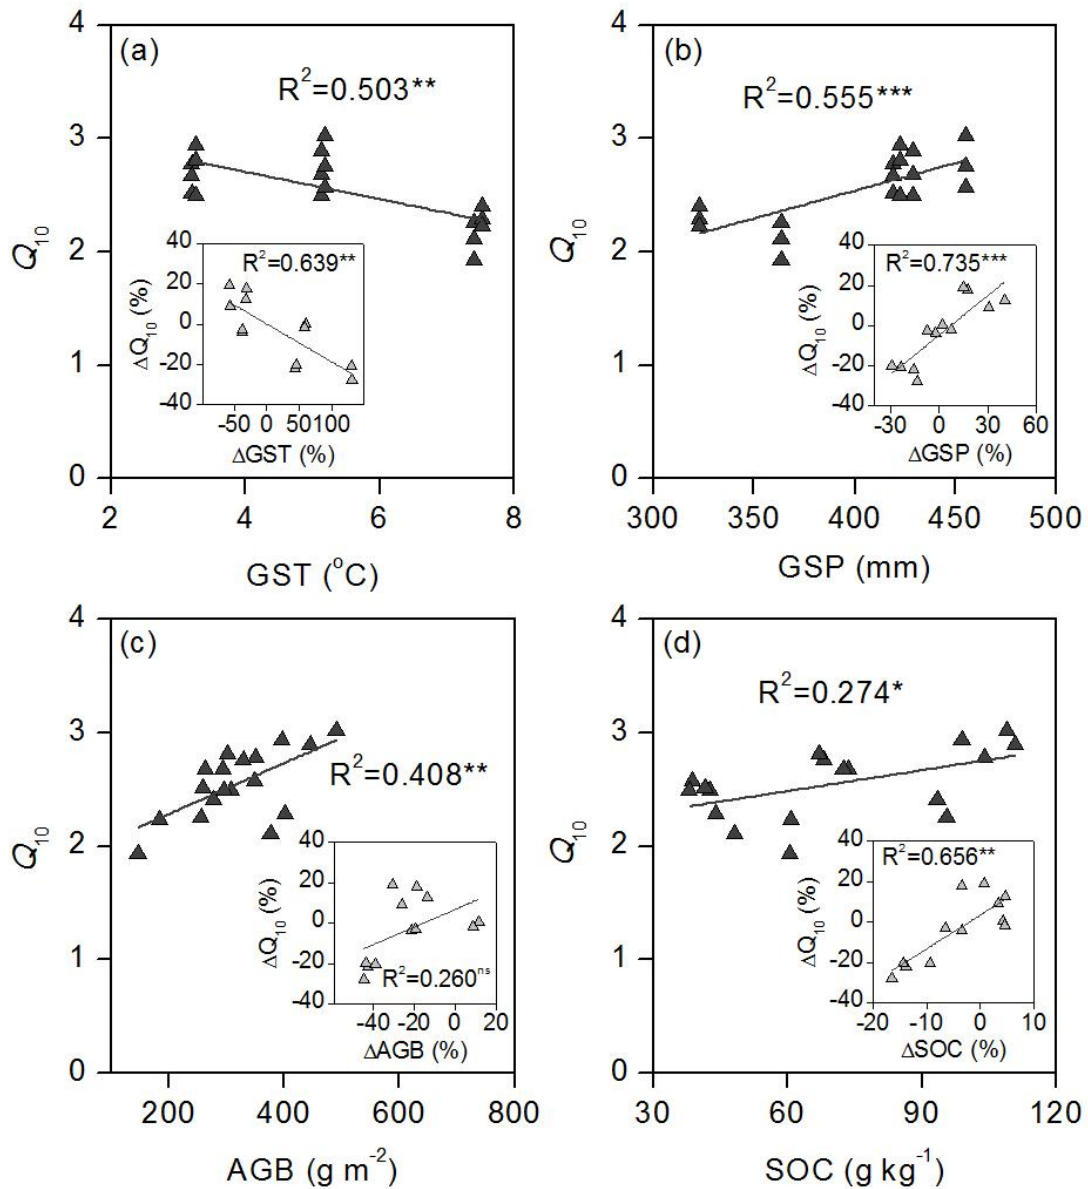 (a)
R²=0.503**
Q₁₀
4
3
2
1
0
2
4
6
8
GST (°C)
R²=0.639**
ΔQ₁₀ (%)
40
20
0
-20
-40
-50
0
50
100
ΔGST (%)
(b)
R²=0.555***
Q₁₀
4
3
2
1
0
300
350
400
450
500
GSP (mm)
R²=0.735***
ΔQ₁₀ (%)
40
20
0
-20
-40
-30
0
30
60
ΔGSP (%)
(c)
R²=0.408**
Q₁₀
4
3
2
1
0
200
400
600
800
AGB (g m⁻²)
ΔQ₁₀ (%)
40
20
0
-20
-40
R²=0.260ⁿˢ
-40
-20
0
20
ΔAGB (%)
(d)
R²=0.274*
Q₁₀
4
3
2
1
0
30
60
90
120
SOC (g kg⁻¹)
R²=0.656**
ΔQ₁₀ (%)
40
20
0
-20
-40
-20
-10
0
10
ΔSOC (%)